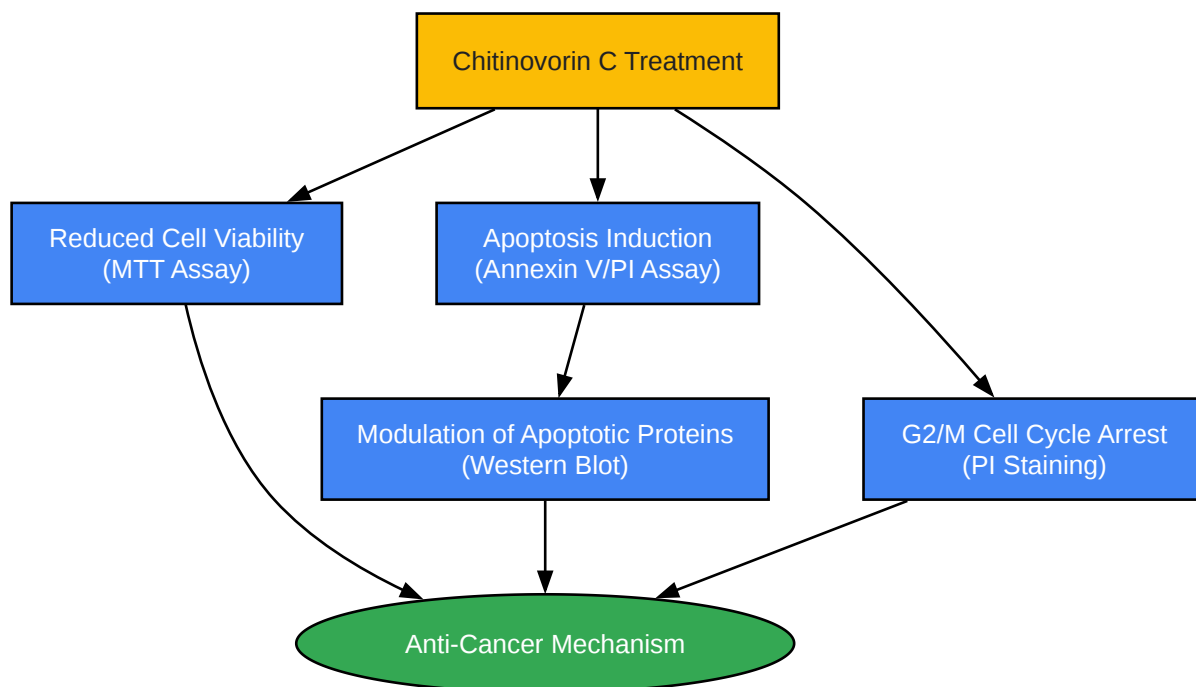 Chitinovorin C Treatment
Reduced Cell Viability
(MTT Assay)
Apoptosis Induction
(Annexin V/PI Assay)
Modulation of Apoptotic Proteins
(Western Blot)
G2/M Cell Cycle Arrest
(PI Staining)
Anti-Cancer Mechanism